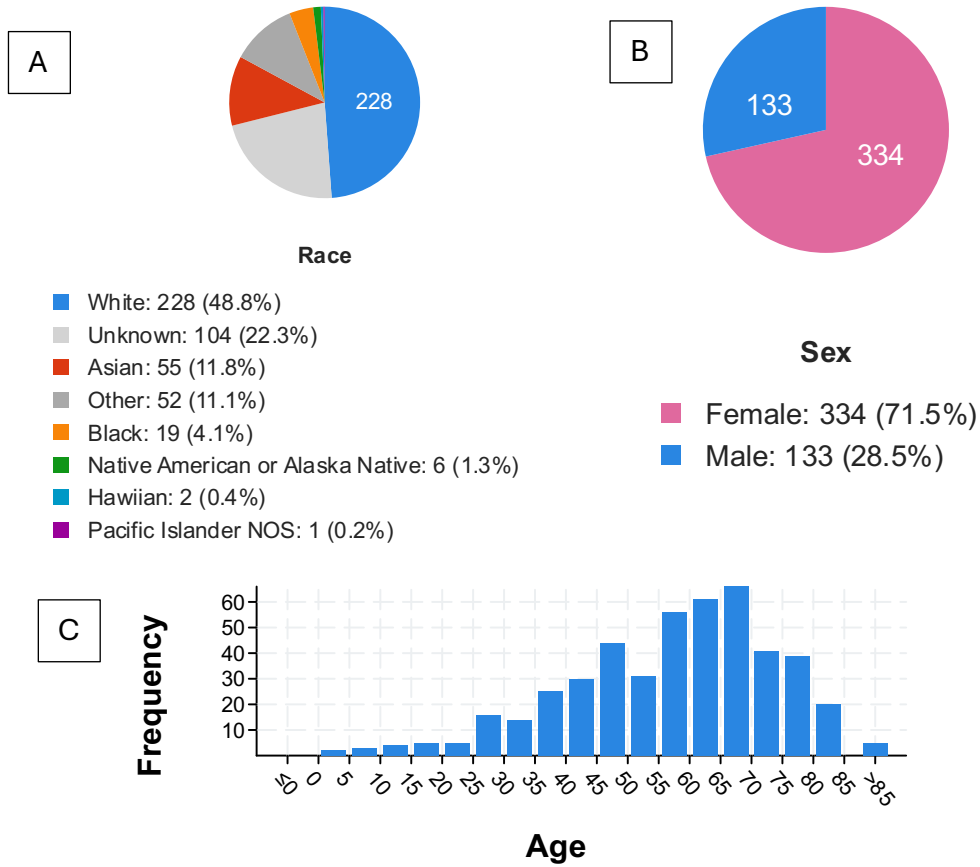 A
228
Race
White: 228 (48.8%)
Unknown: 104 (22.3%)
Asian: 55 (11.8%)
Other: 52 (11.1%)
Black: 19 (4.1%)
Native American or Alaska Native: 6 (1.3%)
Hawiian: 2 (0.4%)
Pacific Islander NOS: 1 (0.2%)
B
133
334
Sex
Female: 334 (71.5%)
Male: 133 (28.5%)
C
Frequency
60
50
40
30
20
10
≤0 0 5 10 15 20 25 30 35 40 45 50 55 60 65 70 75 80 85 >85
Age